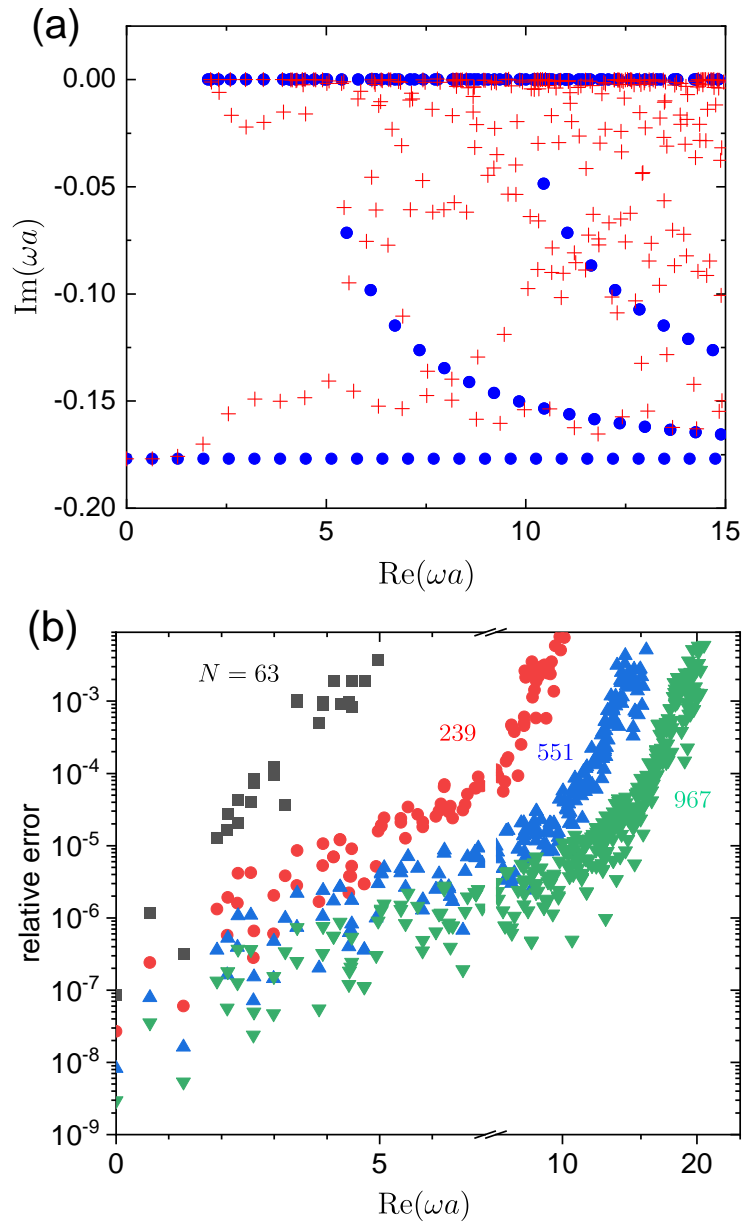 (a)
0.00
-0.05
-0.10
-0.15
-0.20
Im(ωa)
0 5 10 15
Re(ωa)
(b)
N = 63
239
551
967
10⁻³
10⁻⁴
10⁻⁵
10⁻⁶
10⁻⁷
10⁻⁸
10⁻⁹
relative error
0 5 10 20
Re(ωa)